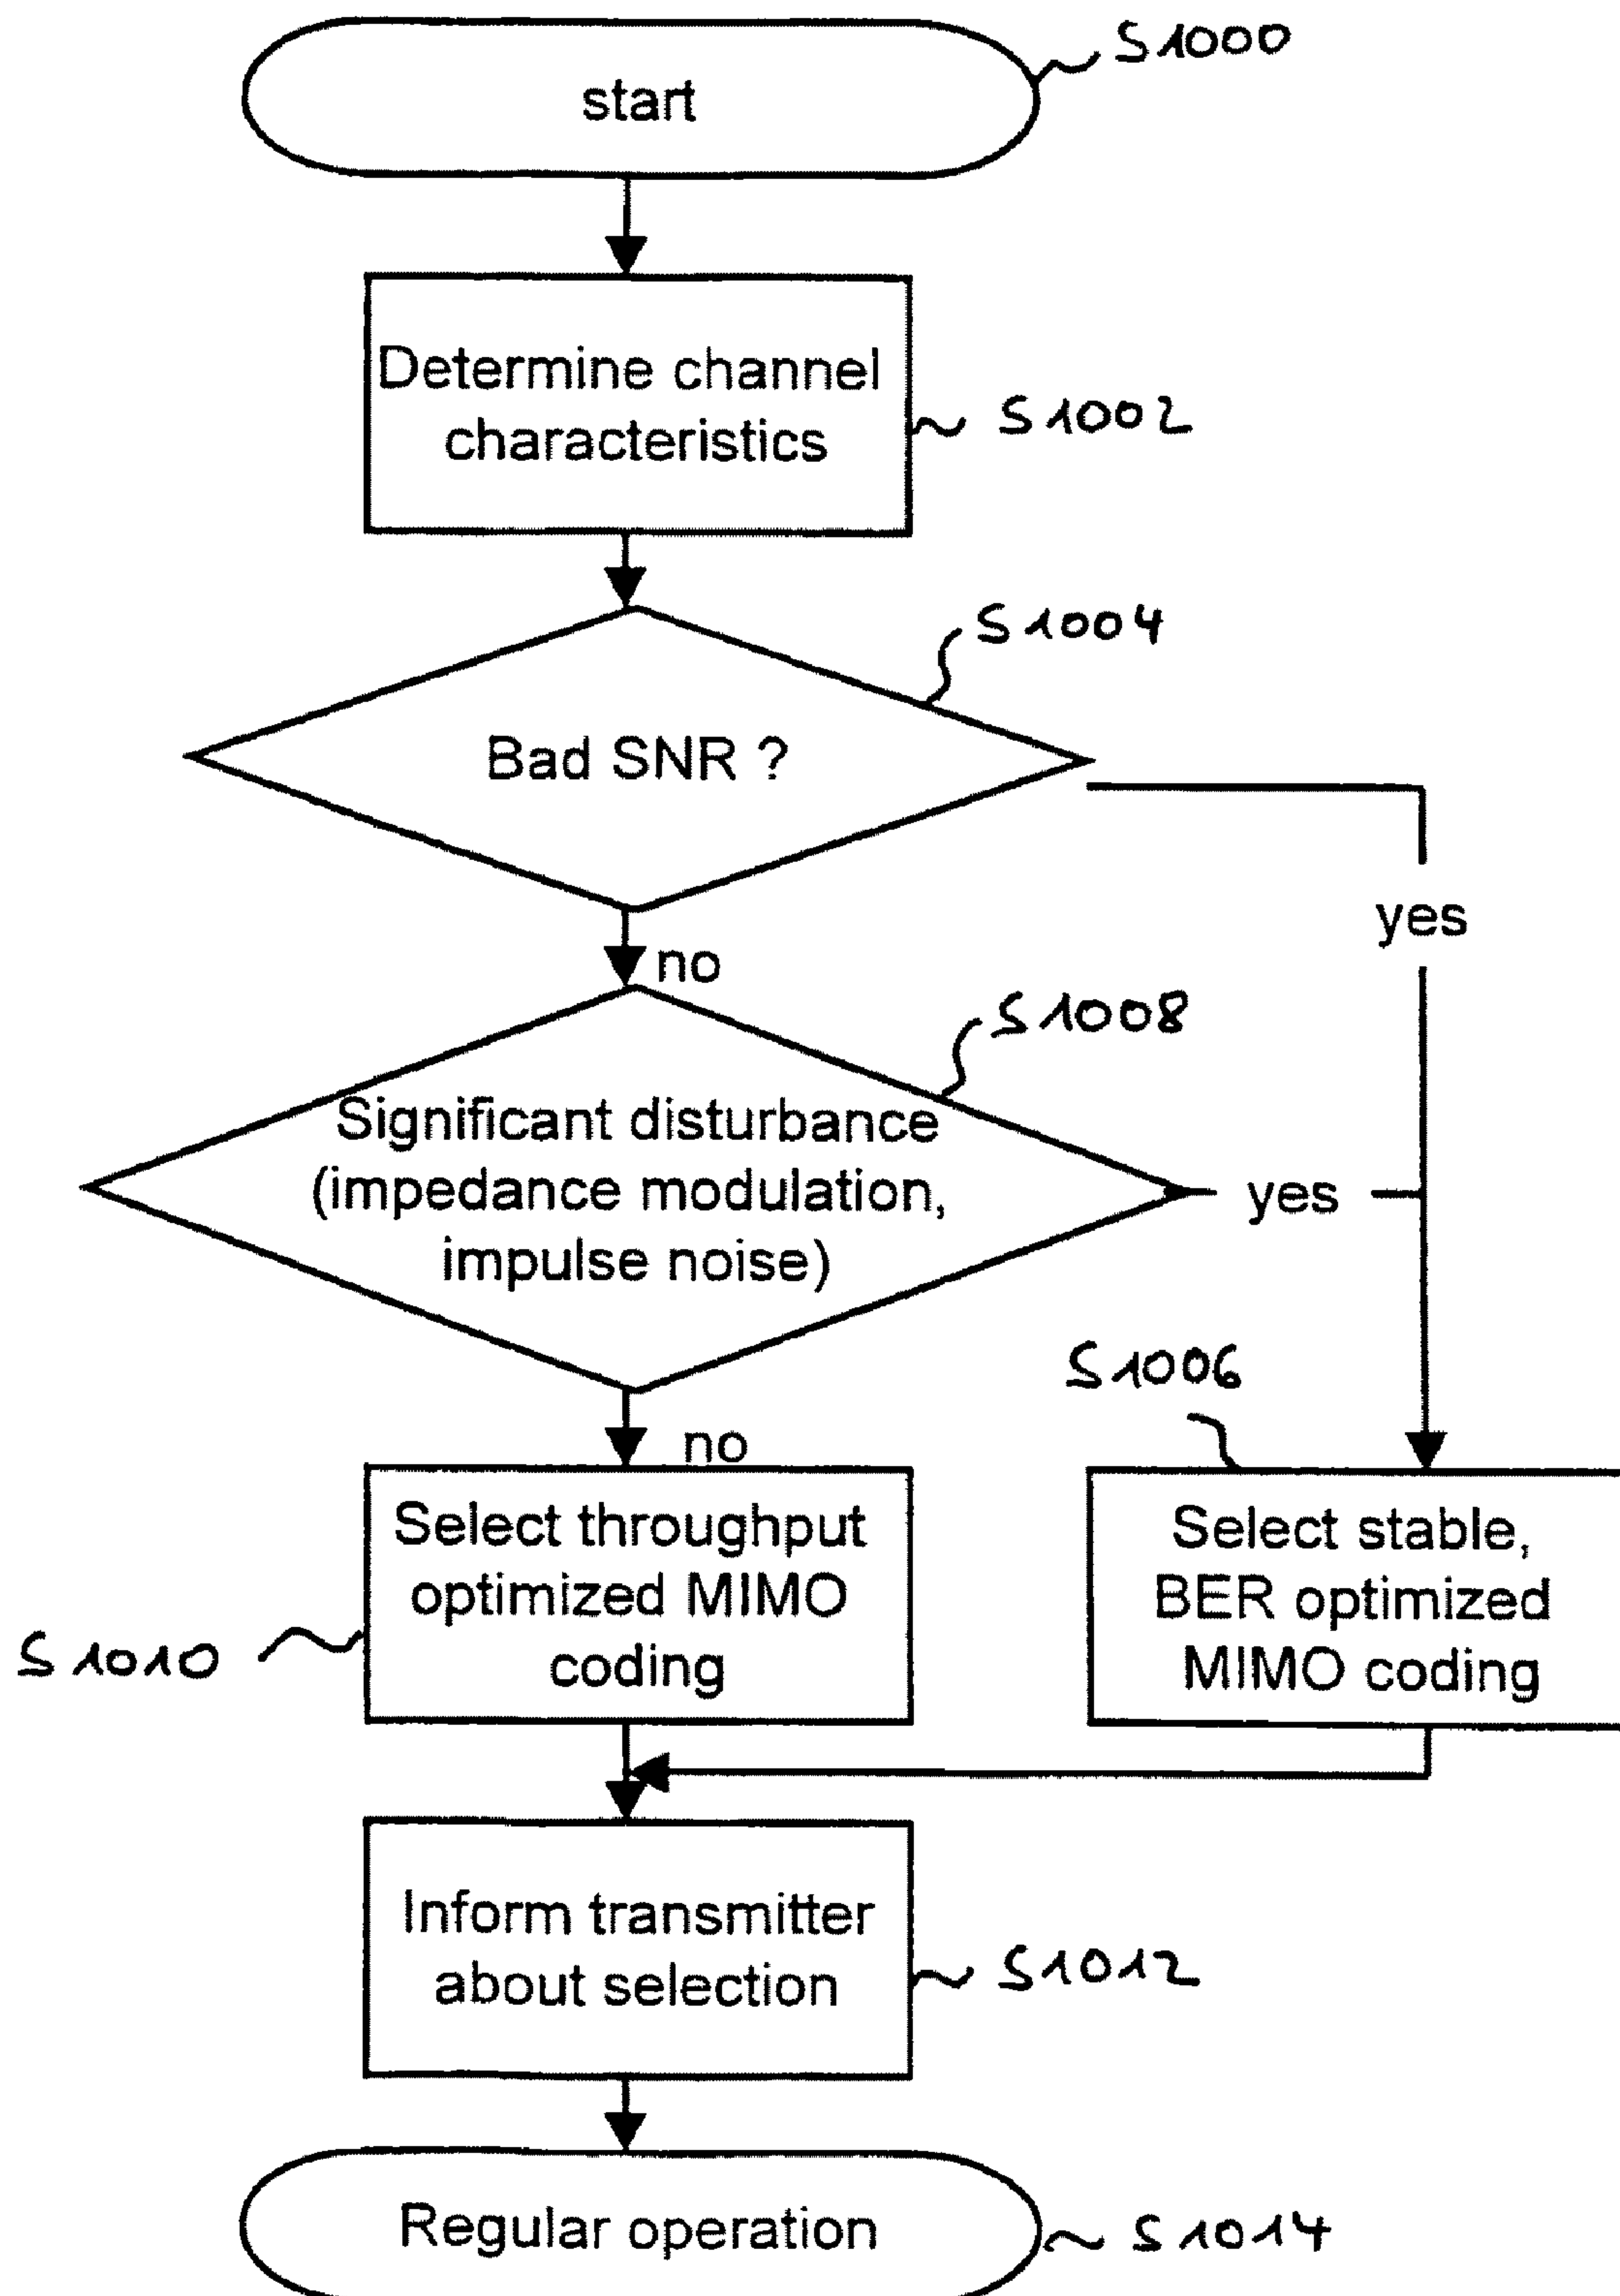 start
S1000
Determine channel
characteristics
S1002
S1004
Bad SNR ?
yes
no
S1008
Significant disturbance
(impedance modulation,
impulse noise)
yes
S1006
no
Select throughput
optimized MIMO
coding
S1010
Select stable,
BER optimized
MIMO coding
Inform transmitter
about selection
S1012
Regular operation
S1014